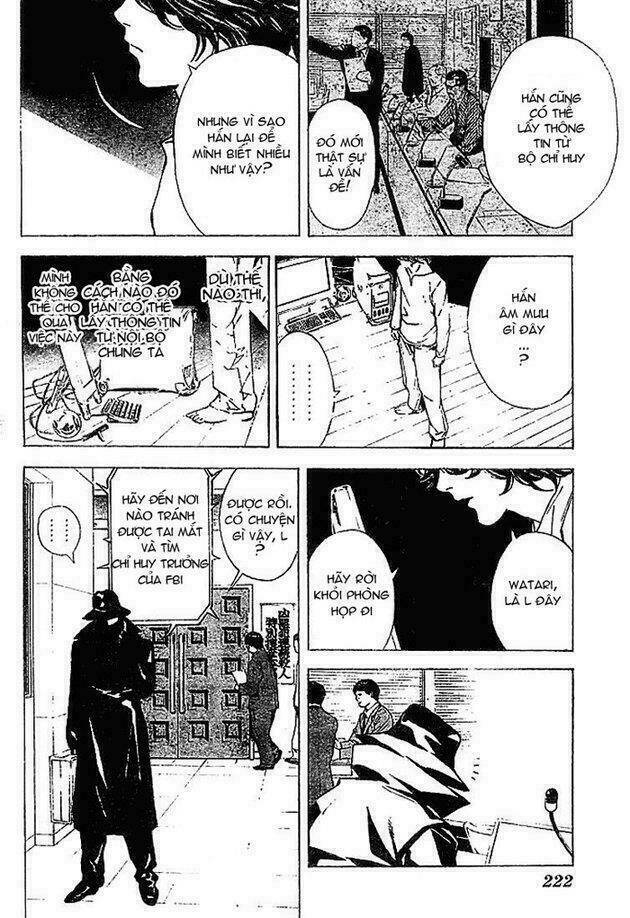 HẮN CŨNG
CÓ THỂ
LẤY THÔNG
TIN TỪ
BỘ CHỈ HUY
ĐÓ MỚI
THẬT SỰ
LÀ VẤN
ĐỀ!
NHƯNG VÌ SAO
HẮN LẠI ĐỂ
MÌNH BIẾT NHIỀU
NHƯ VẬY?
HẮN
ÂM MƯU
GÌ ĐÂY
...
?
DÙ THẾ
NÀO THÌ,
BẰNG
CÁCH NÀO ĐÓ
HẮN CÓ THỂ
LẤY THÔNG TIN
TỪ NỘI BỘ
CHÚNG TA
MÌNH
KHÔNG
THỂ CHO
QUA
VIỆC NÀY
WATARI,
LÀ L ĐÂY
HÃY RỜI
KHỎI PHÒNG
HỌP ĐI
ĐƯỢC RỒI.
CÓ CHUYỆN
GÌ VẬY, L
?
HÃY ĐẾN NƠI
NÀO TRÁNH
ĐƯỢC TAI MẮT
VÀ TÌM
CHỈ HUY TRƯỞNG
CỦA FBI
222